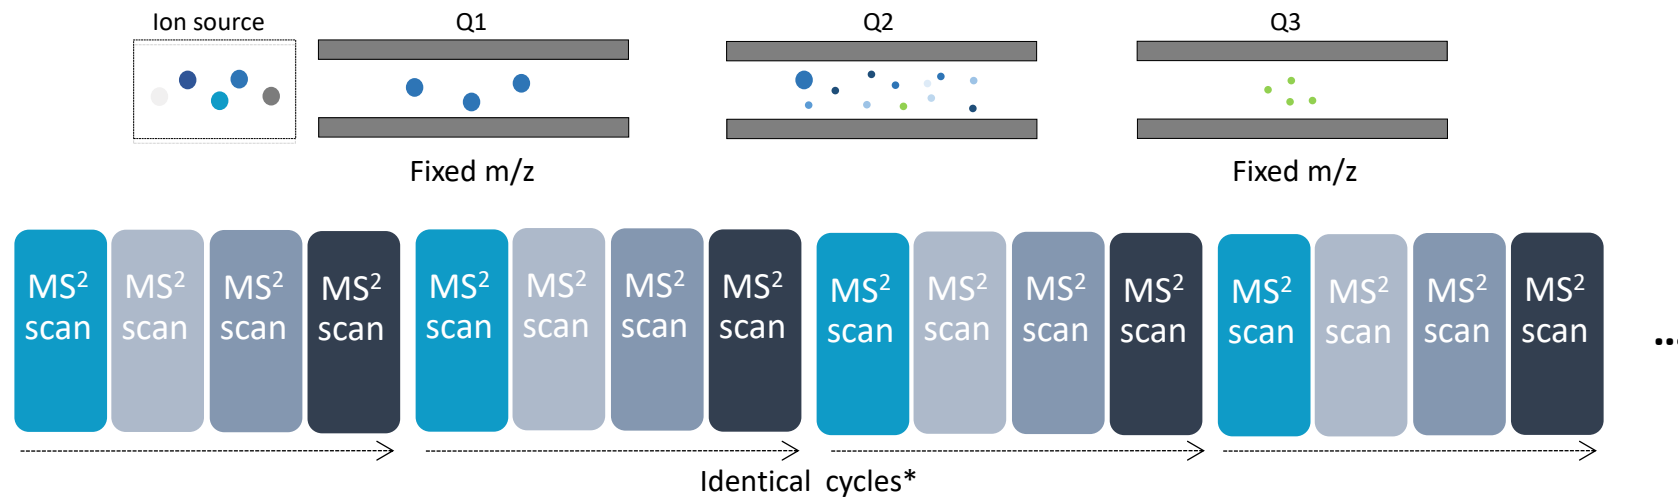 Ion source
Q1
Q2
Q3
Fixed m/z
Fixed m/z
MS²
scan
MS²
scan
MS²
scan
MS²
scan
MS²
scan
MS²
scan
MS²
scan
MS²
scan
MS²
scan
MS²
scan
MS²
scan
MS²
scan
MS²
scan
MS²
scan
MS²
scan
MS²
scan
...
Identical cycles*